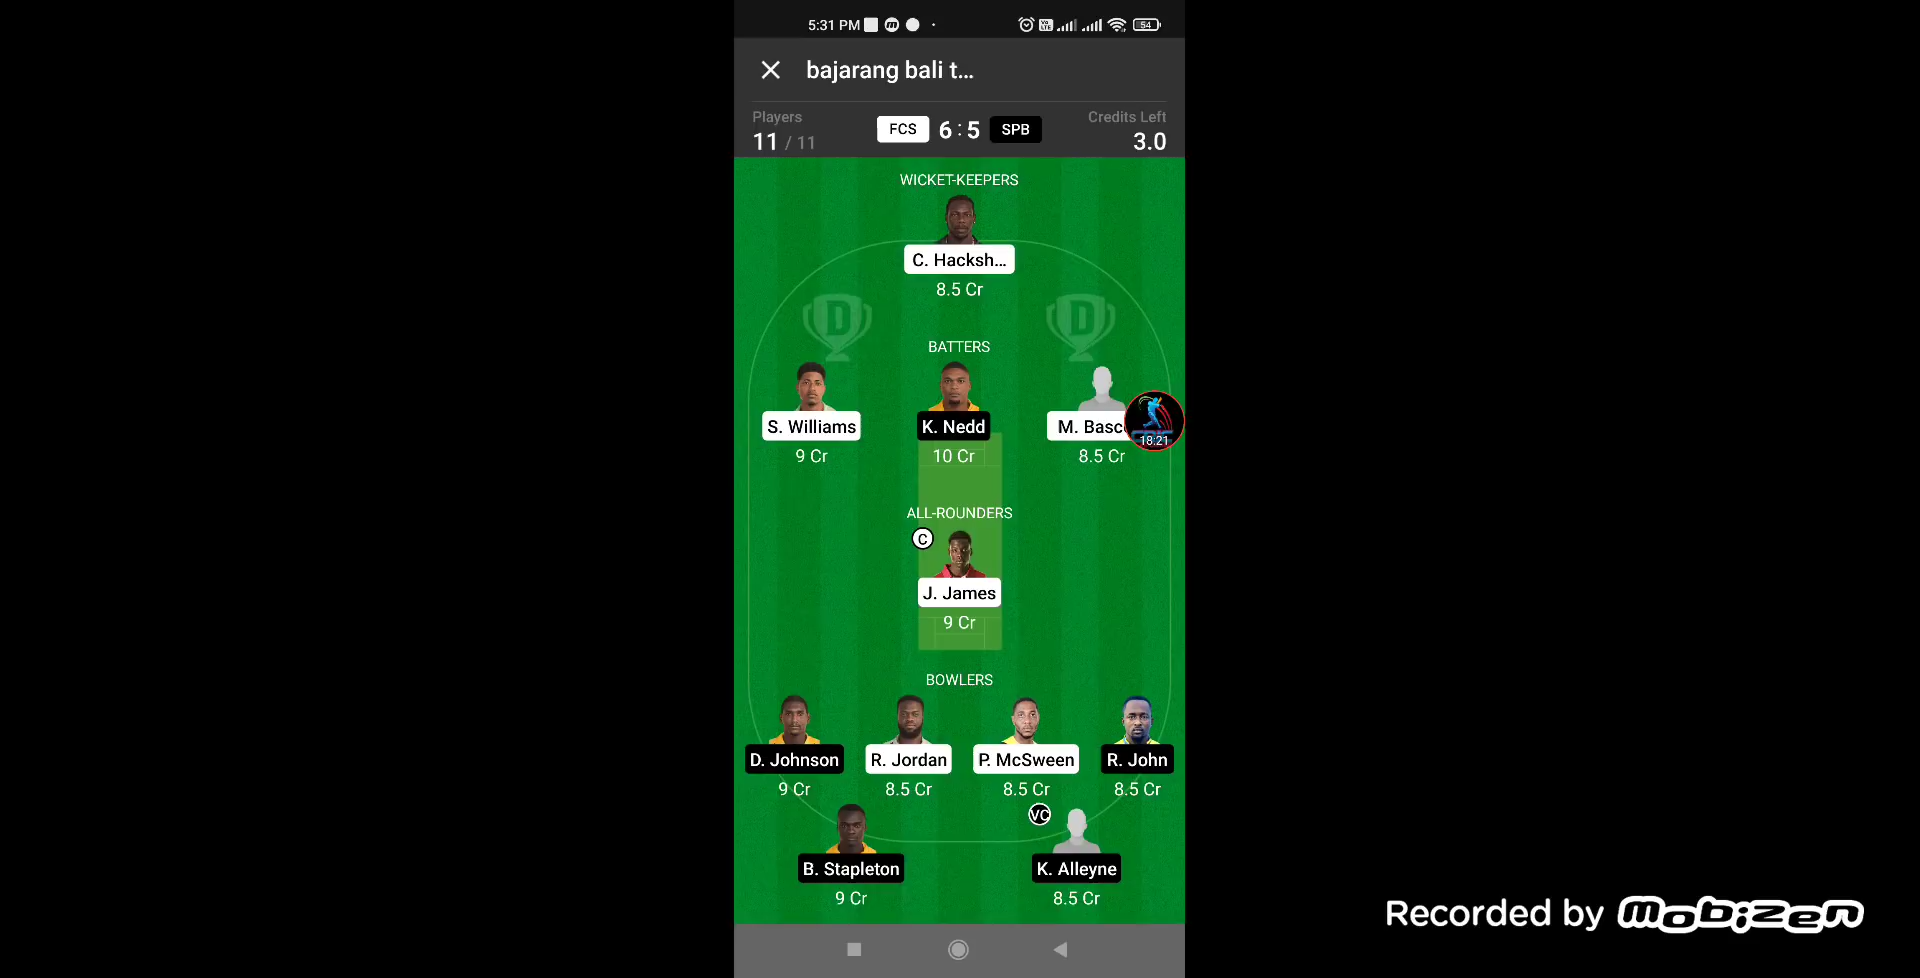 5:31 PM
54
bajarang bali t...
Players
11 / 11
FCS 6 : 5 SPB
Credits Left
3.0
WICKET-KEEPERS
C. Hacksh...
8.5 Cr
D D
BATTERS
S. Williams K. Nedd M. Basc
18:21
9 Cr 10 Cr 8.5 Cr
ALL-ROUNDERS
C
J. James
9 Cr
BOWLERS
D. Johnson R. Jordan P. McSween R. John
9 Cr 8.5 Cr 8.5 Cr 8.5 Cr
VC
B. Stapleton K. Alleyne
9 Cr 8.5 Cr
Recorded by mobizen